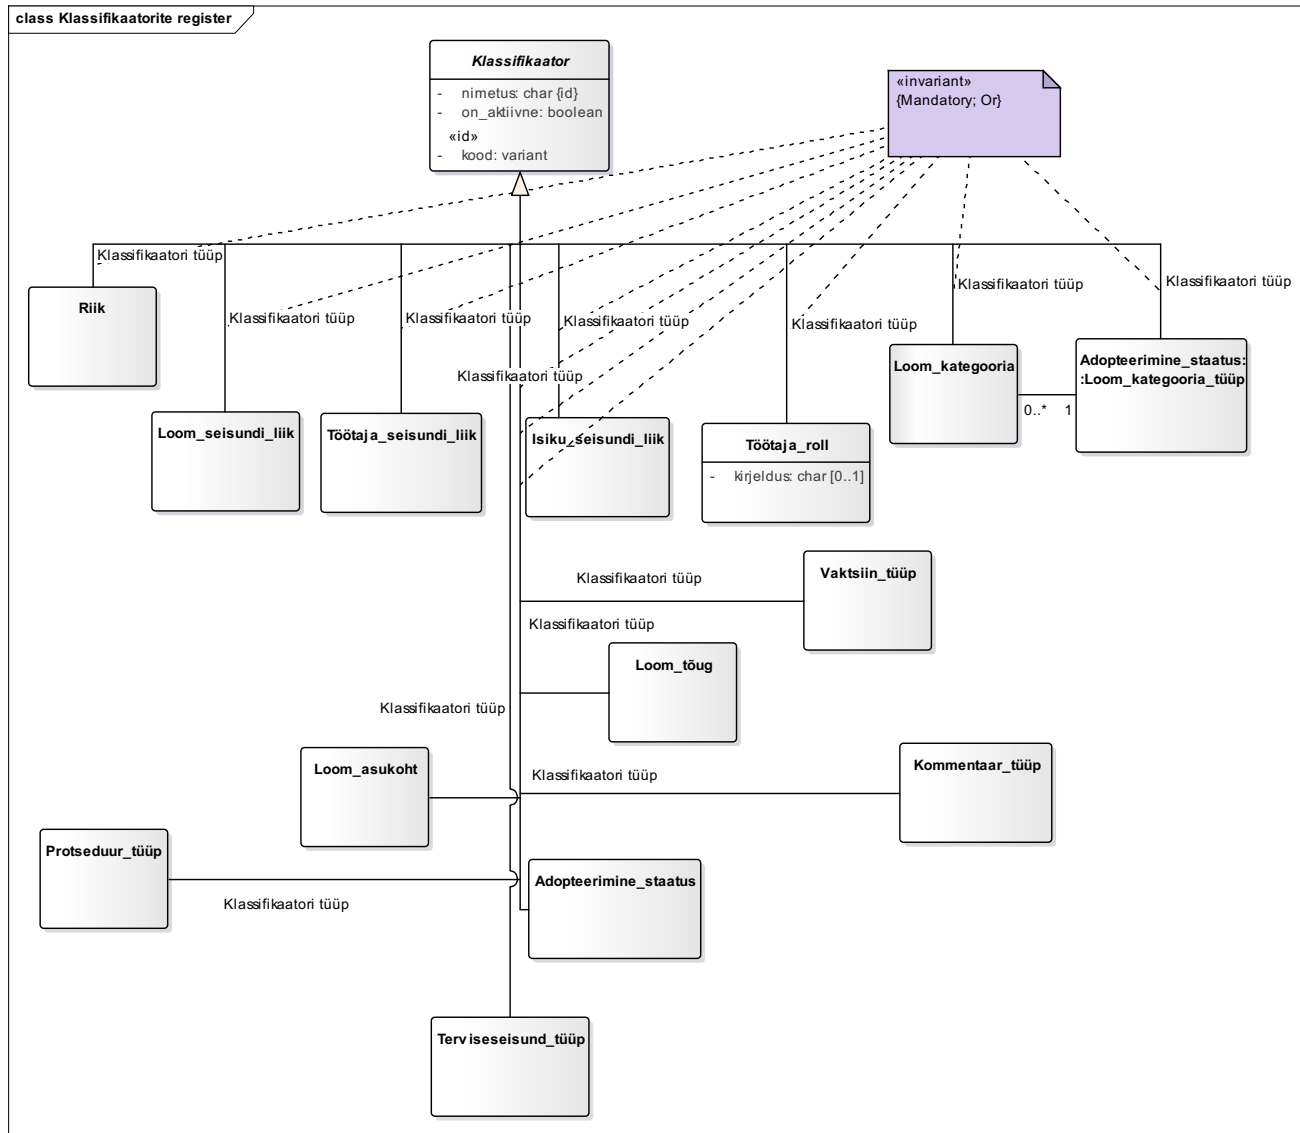 class Klassifikaatorite register
Klassifikaator
- nimetus: char {id}
- on_aktiivne: boolean
«id»
- kood: variant
«invariant»
{Mandatory; Or}
Klassifikaatori tüüp
Klassifikaatori tüüp
Klassifikaatori tüüp
Klassifikaatori tüüp
Klassifikaatori tüüp
Klassifikaatori tüüp
Klassifikaatori tüüp
Klassifikaatori tüüp
Riik
Loom_kategooria
Adopteerimine_staatus:
:Loom_kategooria_tüüp
0..* 1
Loom_seisundi_liik
Töötaja_seisundi_liik
Isiku_seisundi_liik
Töötaja_roll
- kirjeldus: char [0..1]
Klassifikaatori tüüp
Vaktsiin_tüüp
Klassifikaatori tüüp
Loom_tõug
Klassifikaatori tüüp
Loom_asukoht
Klassifikaatori tüüp
Kommentaar_tüüp
Protseduur_tüüp
Klassifikaatori tüüp
Adopteerimine_staatus
Terviseseisund_tüüp